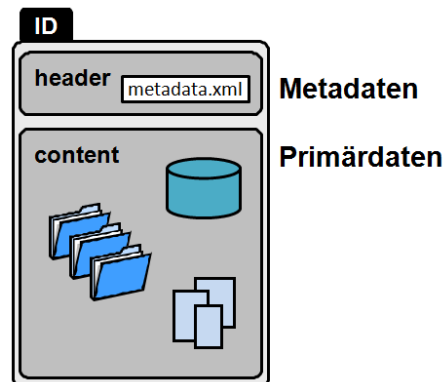 ID
header
metadata.xml
Metadaten
content
Primärdaten